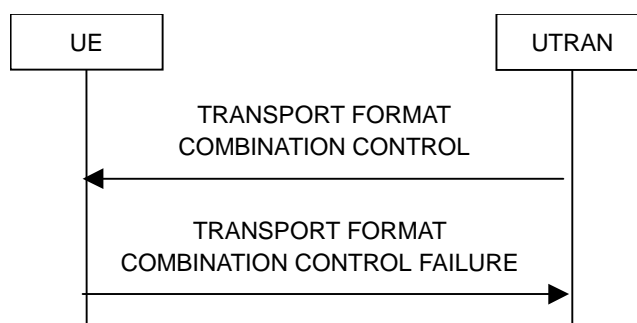 UE
UTRAN
TRANSPORT FORMAT
COMBINATION CONTROL
TRANSPORT FORMAT
COMBINATION CONTROL FAILURE